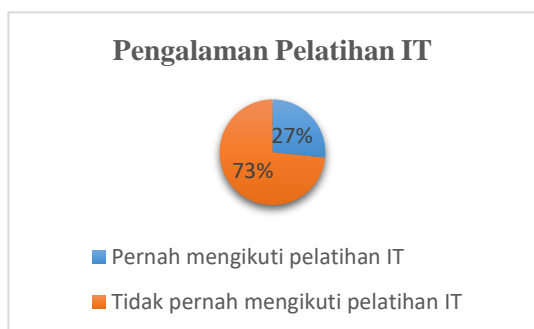 Pengalaman Pelatihan IT
27%
73%
Pernah mengikuti pelatihan IT
Tidak pernah mengikuti pelatihan IT